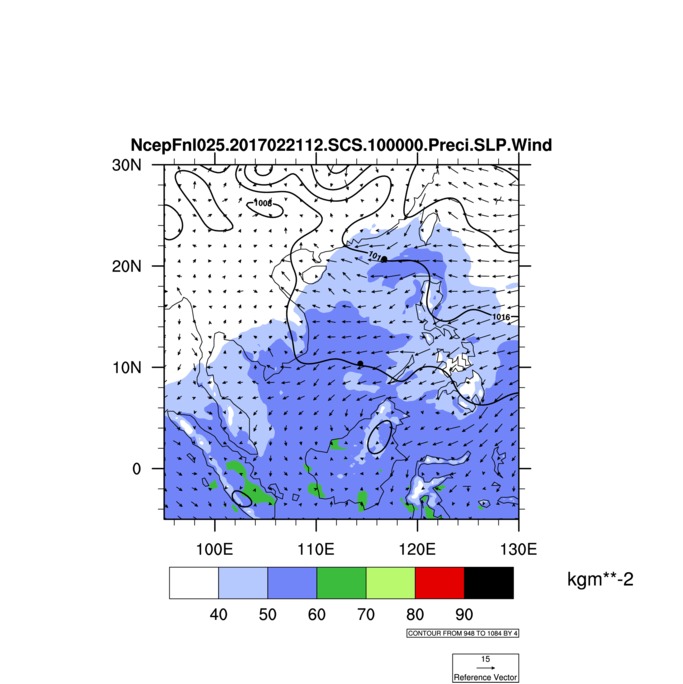 NcepFnl025.2017022112.SCS.100000.Preci.SLP.Wind
30N
1008
20N
1016
10N
0
100E 110E 120E 130E
kgm**-2
40 50 60 70 80 90
CONTOUR FROM 948 TO 1084 BY 4
15
Reference Vector